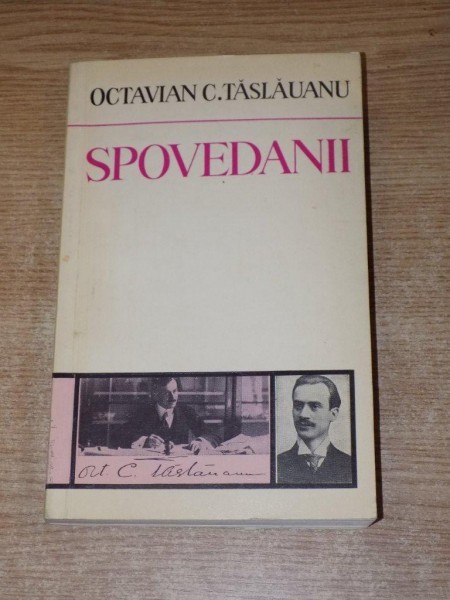 OCTAVIAN C. TĂSLĂUANU
SPOVEDANII
Oct. C. Tăslăuanu